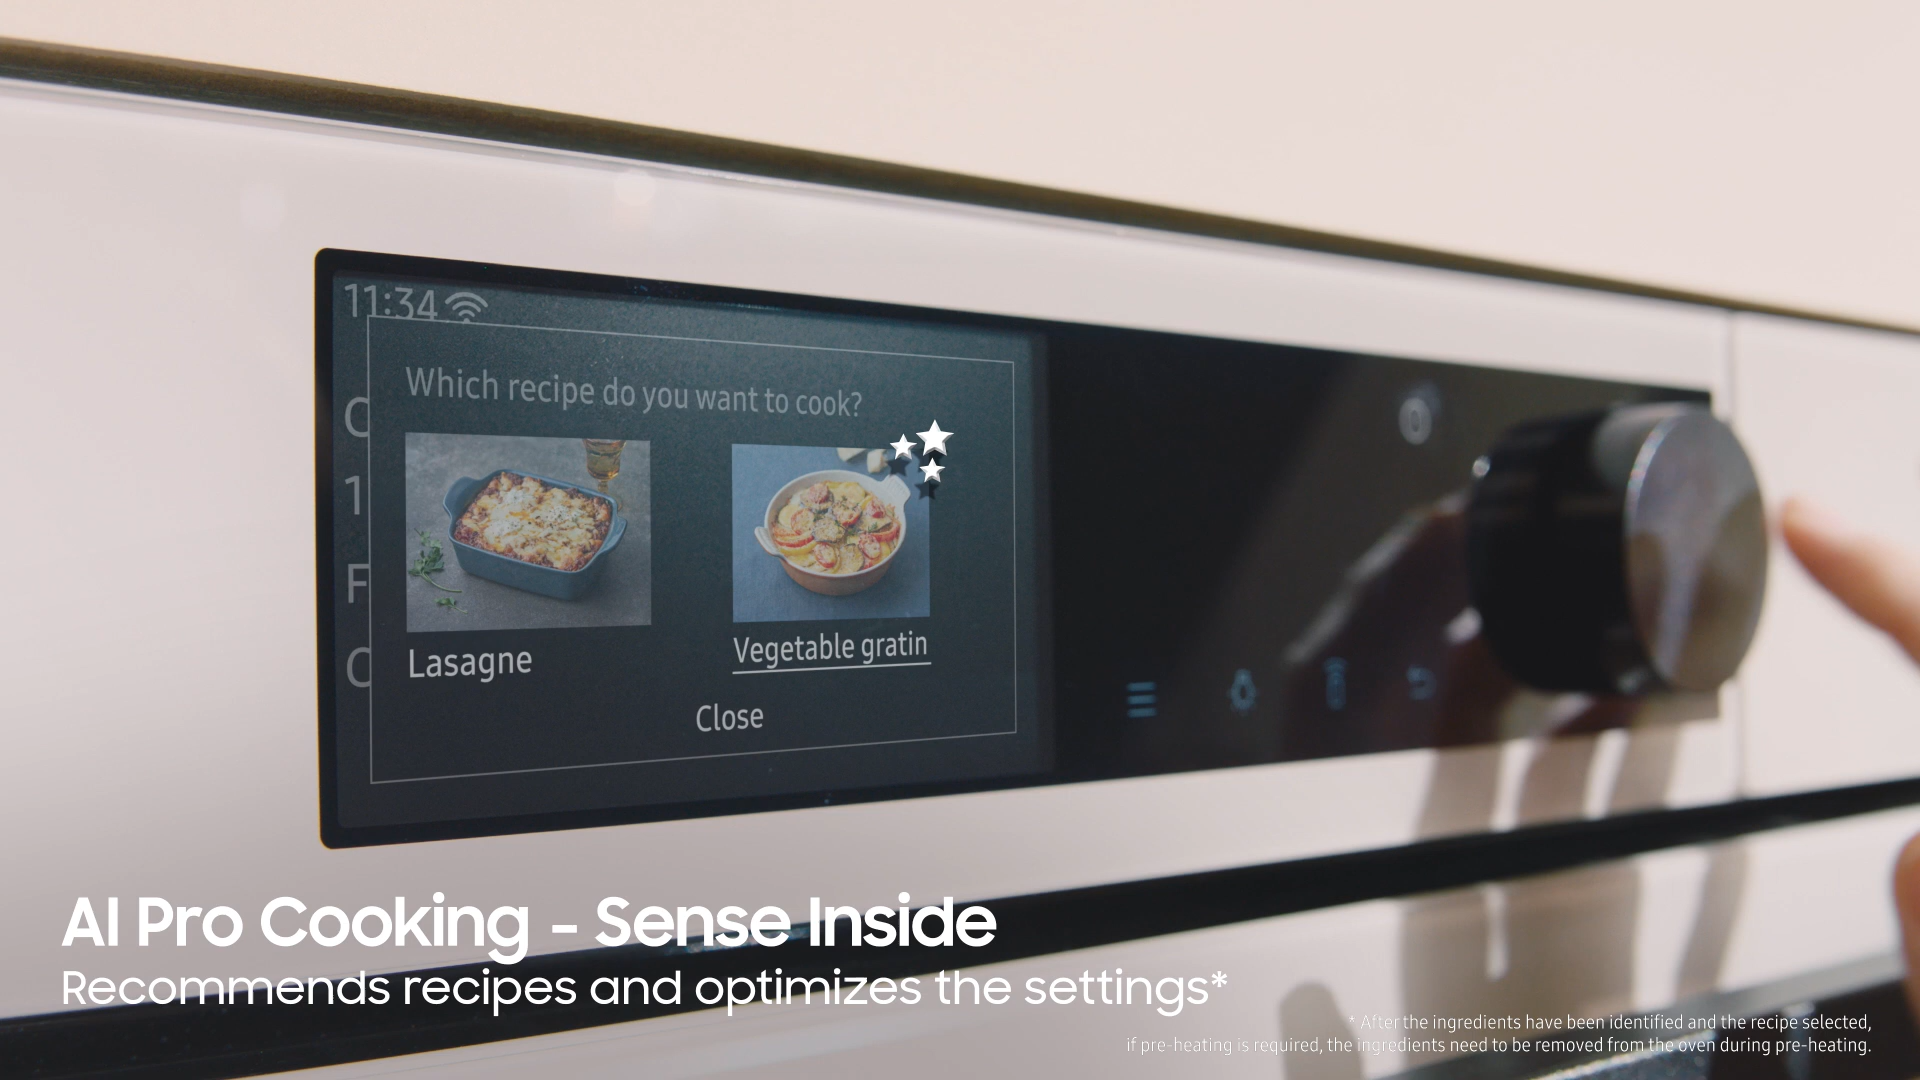 11:34
Which recipe do you want to cook?
Lasagne
Vegetable gratin
Close
AI Pro Cooking - Sense Inside
Recommends recipes and optimizes the settings*
* After the ingredients have been identified and the recipe selected,
if pre-heating is required, the ingredients need to be removed from the oven during pre-heating.